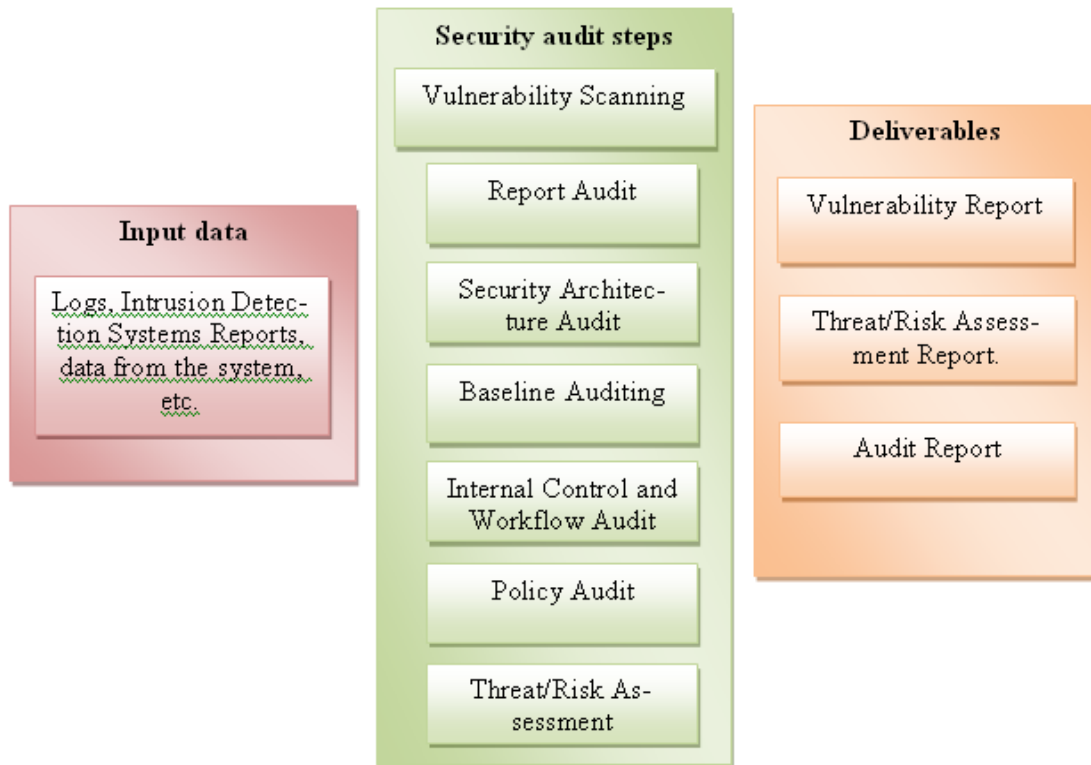 Input data
Logs, Intrusion Detec-
tion Systems Reports,
data from the system,
etc.
Security audit steps
Vulnerability Scanning
Report Audit
Security Architec-
ture Audit
Baseline Auditing
Internal Control and
Workflow Audit
Policy Audit
Threat/Risk As-
sessment
Deliverables
Vulnerability Report
Threat/Risk Assess-
ment Report.
Audit Report